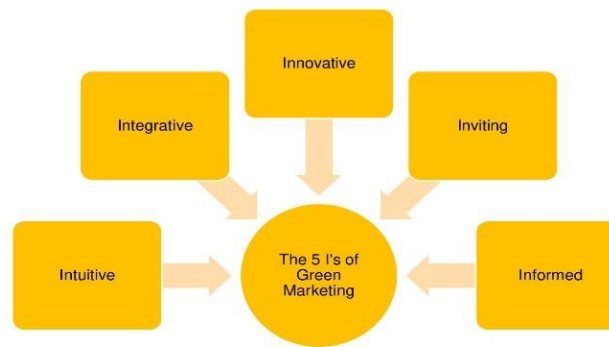 Innovative
Integrative
Inviting
Intuitive
The 5 I's of
Green
Marketing
Informed